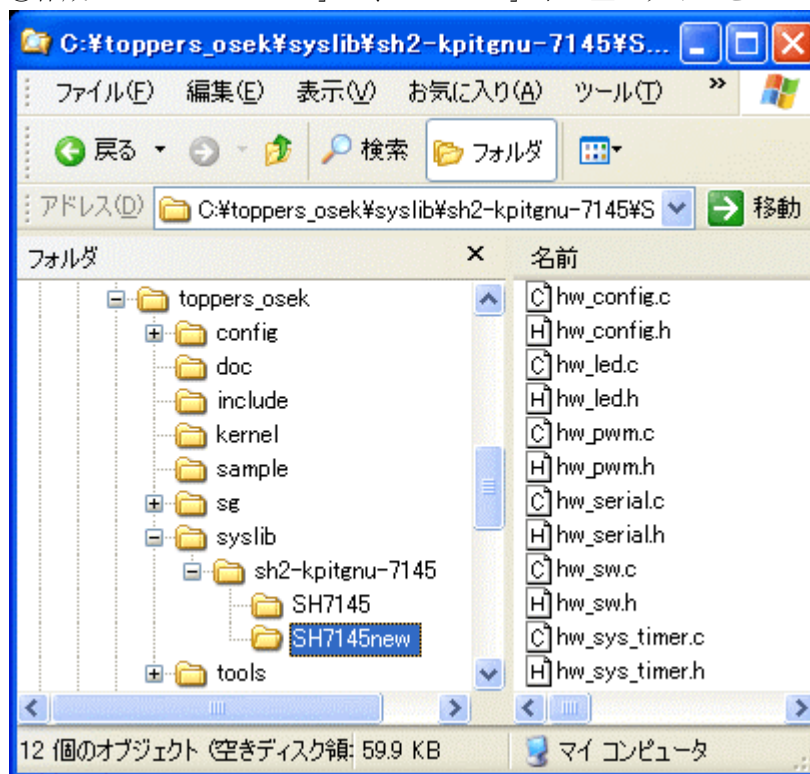 C:¥toppers_osek¥syslib¥sh2-kpitgnu-7145¥S...
ファイル(F) 編集(E) 表示(V) お気に入り(A) ツール(T) »
戻る 検索 フォルダ
アドレス(D) C:¥toppers_osek¥syslib¥sh2-kpitgnu-7145¥S 移動
フォルダ × 名前
toppers_osek
config
doc
include
kernel
sample
sg
syslib
sh2-kpitgnu-7145
SH7145
SH7145new
tools
hw_config.c
hw_config.h
hw_led.c
hw_led.h
hw_pwm.c
hw_pwm.h
hw_serial.c
hw_serial.h
hw_sw.c
hw_sw.h
hw_sys_timer.c
hw_sys_timer.h
12 個のオブジェクト (空きディスク領: 59.9 KB マイ コンピュータ